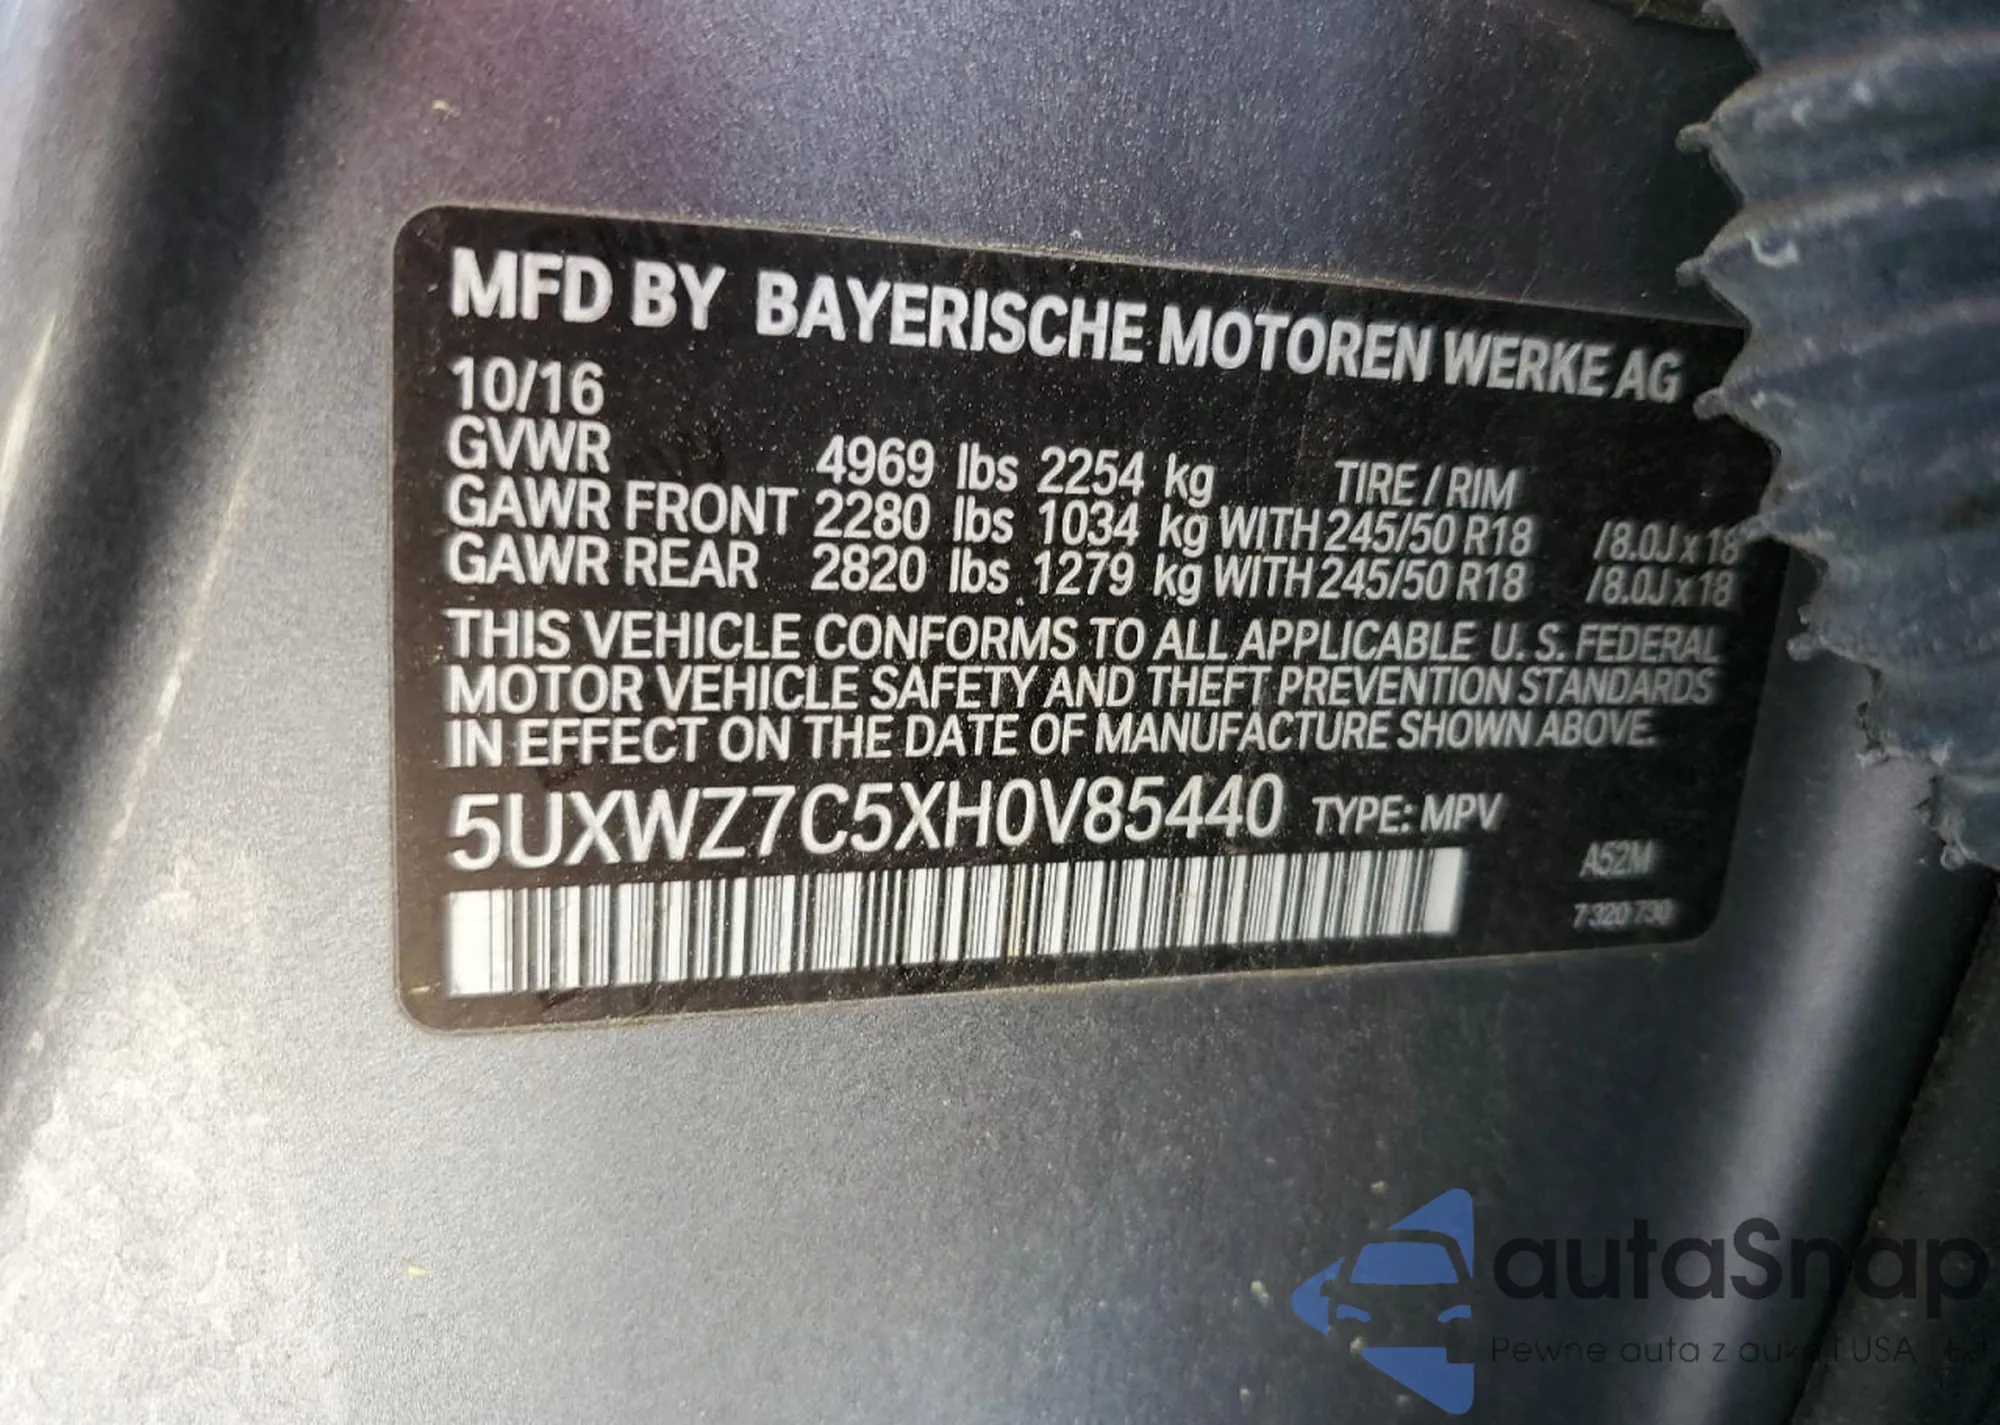 MFD BY BAYERISCHE MOTOREN WERKE AG
10/16
GVWR 4969 lbs 2254 kg TIRE / RIM
GAWR FRONT 2280 lbs 1034 kg WITH 245/50 R18 /8.0J x 18
GAWR REAR 2820 lbs 1279 kg WITH 245/50 R18 /8.0J x 18
THIS VEHICLE CONFORMS TO ALL APPLICABLE U. S. FEDERAL
MOTOR VEHICLE SAFETY AND THEFT PREVENTION STANDARDS
IN EFFECT ON THE DATE OF MANUFACTURE SHOWN ABOVE.
5UXWZ7C5XH0V85440 TYPE: MPV
A52M
7 320 730
autaSnap
Pewne auta z USA